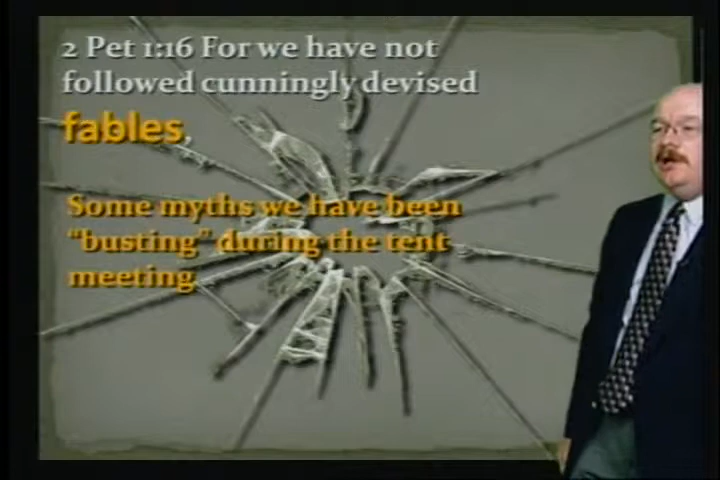 2 Pet 1:16 For we have not
followed cunningly devised
fables.
Some myths we have been
"busting" during the tent
meeting